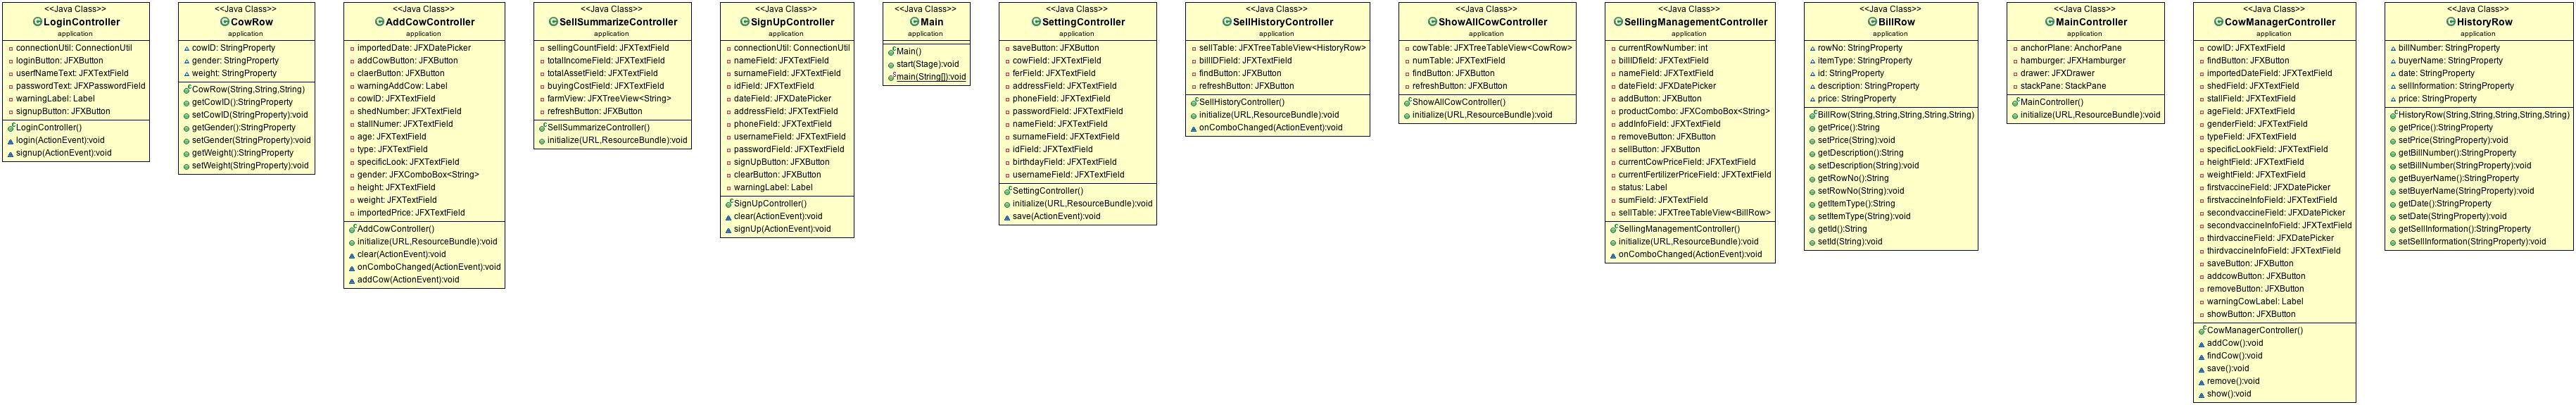 <<Java Class>>
LoginController
application
connectionUtil: ConnectionUtil
loginButton: JFXButton
userfNameText: JFXTextField
passwordText: JFXPasswordField
warningLabel: Label
signupButton: JFXButton
LoginController()
login(ActionEvent):void
signup(ActionEvent):void
<<Java Class>>
CowRow
application
cowID: StringProperty
gender: StringProperty
weight: StringProperty
CowRow(String,String,String)
getCowID():StringProperty
setCowID(StringProperty):void
getGender():StringProperty
setGender(StringProperty):void
getWeight():StringProperty
setWeight(StringProperty):void
<<Java Class>>
AddCowController
application
importedDate: JFXDatePicker
addCowButton: JFXButton
claerButton: JFXButton
warningAddCow: Label
cowID: JFXTextField
shedNumber: JFXTextField
stallNumer: JFXTextField
age: JFXTextField
type: JFXTextField
specificLook: JFXTextField
gender: JFXComboBox<String>
height: JFXTextField
weight: JFXTextField
importedPrice: JFXTextField
AddCowController()
initialize(URL,ResourceBundle):void
clear(ActionEvent):void
onComboChanged(ActionEvent):void
addCow(ActionEvent):void
<<Java Class>>
SellSummarizeController
application
sellingCountField: JFXTextField
totalIncomeField: JFXTextField
totalAssetField: JFXTextField
buyingCostField: JFXTextField
farmView: JFXTreeView<String>
refreshButton: JFXButton
SellSummarizeController()
initialize(URL,ResourceBundle):void
<<Java Class>>
SignUpController
application
connectionUtil: ConnectionUtil
nameField: JFXTextField
surnameField: JFXTextField
idField: JFXTextField
dateField: JFXDatePicker
addressField: JFXTextField
phoneField: JFXTextField
usernameField: JFXTextField
passwordField: JFXTextField
signUpButton: JFXButton
clearButton: JFXButton
warningLabel: Label
SignUpController()
clear(ActionEvent):void
signUp(ActionEvent):void
<<Java Class>>
Main
application
Main()
start(Stage):void
main(String[]):void
<<Java Class>>
SettingController
application
saveButton: JFXButton
cowField: JFXTextField
ferField: JFXTextField
addressField: JFXTextField
phoneField: JFXTextField
passwordField: JFXTextField
nameField: JFXTextField
surnameField: JFXTextField
idField: JFXTextField
birthdayField: JFXTextField
usernameField: JFXTextField
SettingController()
initialize(URL,ResourceBundle):void
save(ActionEvent):void
<<Java Class>>
SellHistoryController
application
sellTable: JFXTreeTableView<HistoryRow>
billIDfield: JFXTextField
findButton: JFXButton
refreshButton: JFXButton
SellHistoryController()
initialize(URL,ResourceBundle):void
onComboChanged(ActionEvent):void
<<Java Class>>
ShowAllCowController
application
cowTable: JFXTreeTableView<CowRow>
numTable: JFXTextField
findButton: JFXButton
refreshButton: JFXButton
ShowAllCowController()
initialize(URL,ResourceBundle):void
<<Java Class>>
SellingManagementController
application
currentRowNumber: int
billIDfield: JFXTextField
nameField: JFXTextField
dateField: JFXDatePicker
addButton: JFXButton
productCombo: JFXComboBox<String>
addInfoField: JFXTextField
removeButton: JFXButton
sellButton: JFXButton
currentCowPriceField: JFXTextField
currentFertilizerPriceField: JFXTextField
status: Label
sumField: JFXTextField
sellTable: JFXTreeTableView<BillRow>
SellingManagementController()
initialize(URL,ResourceBundle):void
onComboChanged(ActionEvent):void
<<Java Class>>
BillRow
application
rowNo: StringProperty
itemType: StringProperty
id: StringProperty
description: StringProperty
price: StringProperty
BillRow(String,String,String,String,String)
getPrice():String
setPrice(String):void
getDescription():String
setDescription(String):void
getRowNo():String
setRowNo(String):void
getItemType():String
setItemType(String):void
getId():String
setId(String):void
<<Java Class>>
MainController
application
anchorPlane: AnchorPane
hamburger: JFXHamburger
drawer: JFXDrawer
stackPane: StackPane
MainController()
initialize(URL,ResourceBundle):void
<<Java Class>>
CowManagerController
application
cowID: JFXTextField
findButton: JFXButton
importedDateField: JFXTextField
shedField: JFXTextField
stallField: JFXTextField
ageField: JFXTextField
genderField: JFXTextField
typeField: JFXTextField
specificLookField: JFXTextField
heightField: JFXTextField
weightField: JFXTextField
firstvaccineField: JFXDatePicker
firstvaccineInfoField: JFXTextField
secondvaccineField: JFXDatePicker
secondvaccineInfoField: JFXTextField
thirdvaccineField: JFXDatePicker
thirdvaccineInfoField: JFXTextField
saveButton: JFXButton
addcowButton: JFXButton
removeButton: JFXButton
warningCowLabel: Label
showButton: JFXButton
CowManagerController()
addCow():void
findCow():void
save():void
remove():void
show():void
<<Java Class>>
HistoryRow
application
billNumber: StringProperty
buyerName: StringProperty
date: StringProperty
sellInformation: StringProperty
price: StringProperty
HistoryRow(String,String,String,String,String)
getPrice():StringProperty
setPrice(StringProperty):void
getBillNumber():StringProperty
setBillNumber(StringProperty):void
getBuyerName():StringProperty
setBuyerName(StringProperty):void
getDate():StringProperty
setDate(StringProperty):void
getSellInformation():StringProperty
setSellInformation(StringProperty):void